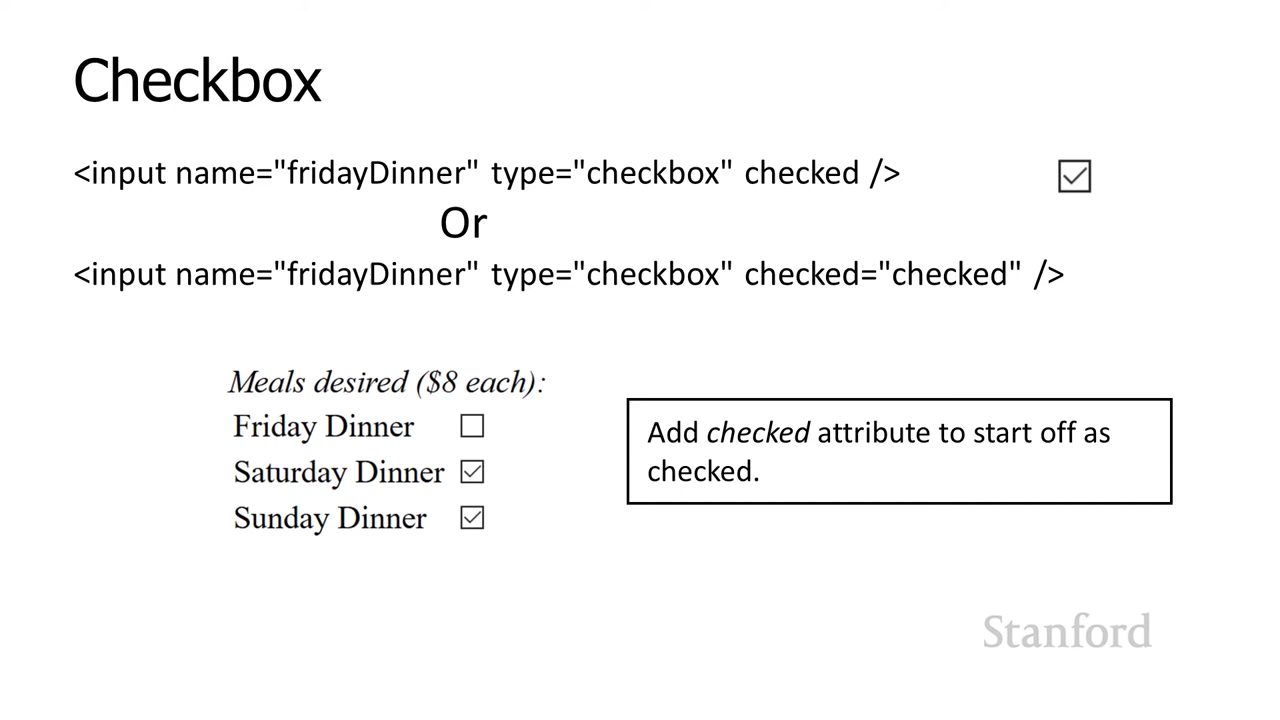 Checkbox
<input name="fridayDinner" type="checkbox" checked />
Or
<input name="fridayDinner" type="checkbox" checked="checked" />
Meals desired ($8 each):
Friday Dinner
Saturday Dinner
Sunday Dinner
Add checked attribute to start off as
checked.
Stanford